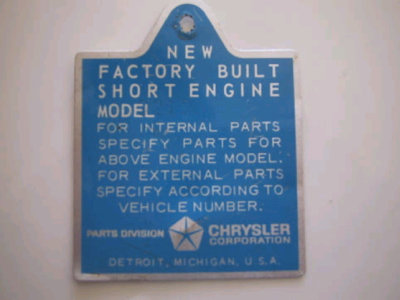 NEW
FACTORY BUILT
SHORT ENGINE
MODEL
FOR INTERNAL PARTS
SPECIFY PARTS FOR
ABOVE ENGINE MODEL.
FOR EXTERNAL PARTS
SPECIFY ACCORDING TO
VEHICLE NUMBER.
PARTS DIVISION CHRYSLER
CORPORATION
DETROIT, MICHIGAN, U.S.A.